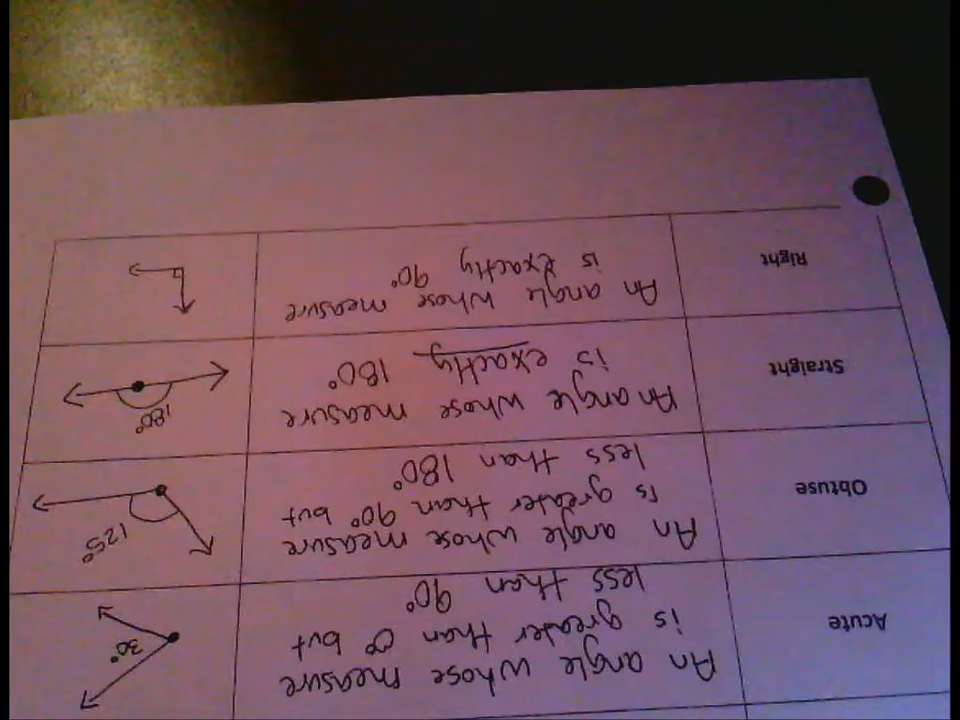 Acute
An angle whose measure
is greater than 0° but
less than 90°
30°
Obtuse
An angle whose measure
is greater than 90° but
less than 180°
125°
Straight
An angle whose measure
is exactly 180°
180°
Right
An angle whose measure
is exactly 90°